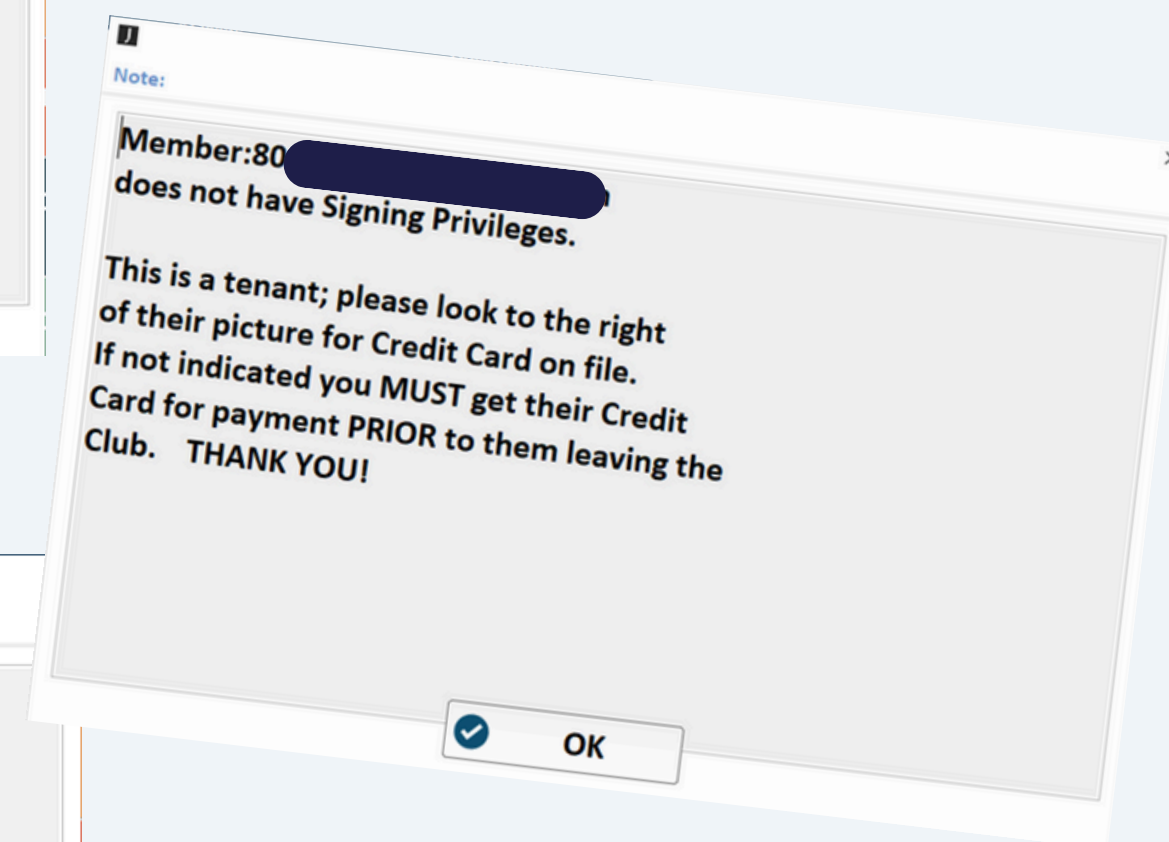 J
Note:
Member:80
does not have Signing Privileges.
This is a tenant; please look to the right
of their picture for Credit Card on file.
If not indicated you MUST get their Credit
Card for payment PRIOR to them leaving the
Club. THANK YOU!
OK